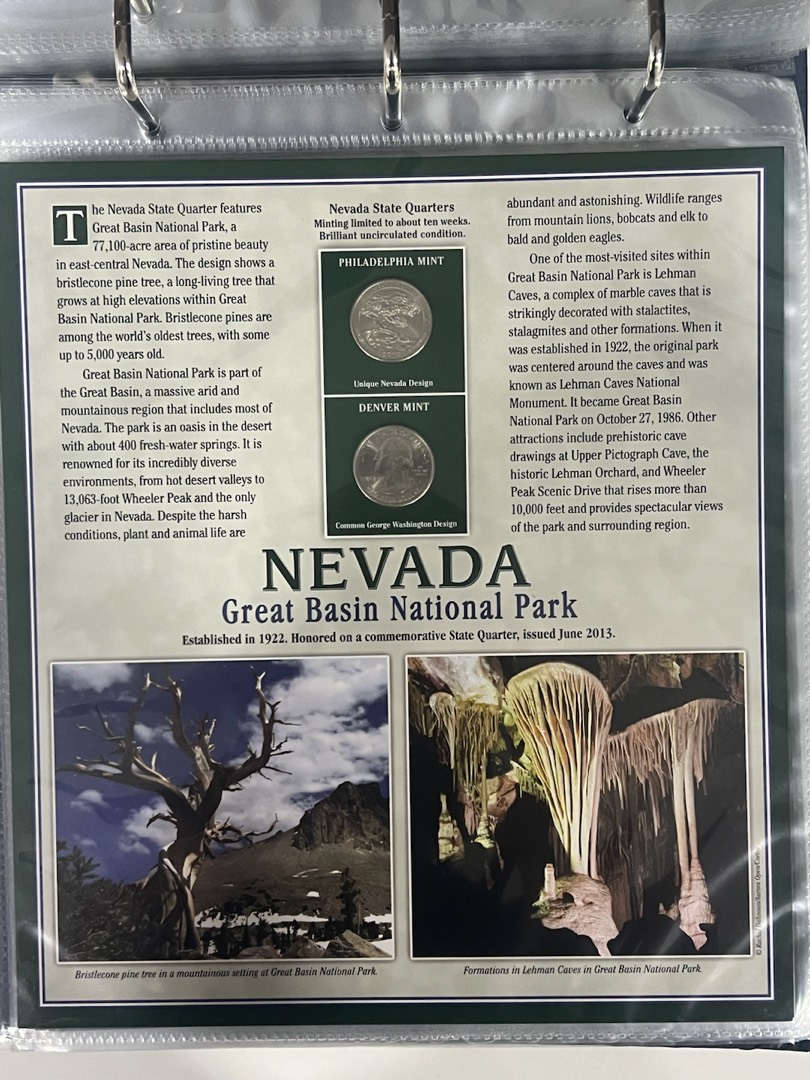 The Nevada State Quarter features
Great Basin National Park, a
77,100-acre area of pristine beauty
in east-central Nevada. The design shows a
bristlecone pine tree, a long-living tree that
grows at high elevations within Great
Basin National Park. Bristlecone pines are
among the world's oldest trees, with some
up to 5,000 years old.
Great Basin National Park is part of
the Great Basin, a massive arid and
mountainous region that includes most of
Nevada. The park is an oasis in the desert
with about 400 fresh-water springs. It is
renowned for its incredibly diverse
environments, from hot desert valleys to
13,063-foot Wheeler Peak and the only
glacier in Nevada. Despite the harsh
conditions, plant and animal life are
Nevada State Quarters
Minting limited to about ten weeks.
Brilliant uncirculated condition.
PHILADELPHIA MINT
Unique Nevada Design
DENVER MINT
Common George Washington Design
abundant and astonishing. Wildlife ranges
from mountain lions, bobcats and elk to
bald and golden eagles.
One of the most-visited sites within
Great Basin National Park is Lehman
Caves, a complex of marble caves that is
strikingly decorated with stalactites,
stalagmites and other formations. When it
was established in 1922, the original park
was centered around the caves and was
known as Lehman Caves National
Monument. It became Great Basin
National Park on October 27, 1986. Other
attractions include prehistoric cave
drawings at Upper Pictograph Cave, the
historic Lehman Orchard, and Wheeler
Peak Scenic Drive that rises more than
10,000 feet and provides spectacular views
of the park and surrounding region.
NEVADA
Great Basin National Park
Established in 1922. Honored on a commemorative State Quarter, issued June 2013.
Bristlecone pine tree in a mountainous setting at Great Basin National Park.
Formations in Lehman Caves in Great Basin National Park.